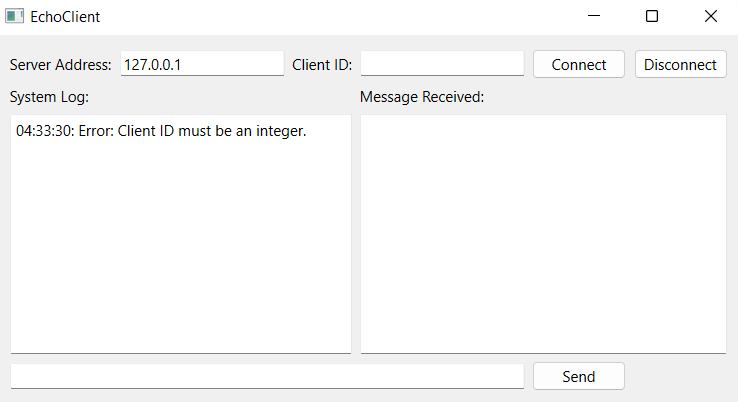 EchoClient
Server Address: 127.0.0.1 Client ID: Connect Disconnect
System Log: Message Received:
04:33:30: Error: Client ID must be an integer.
Send